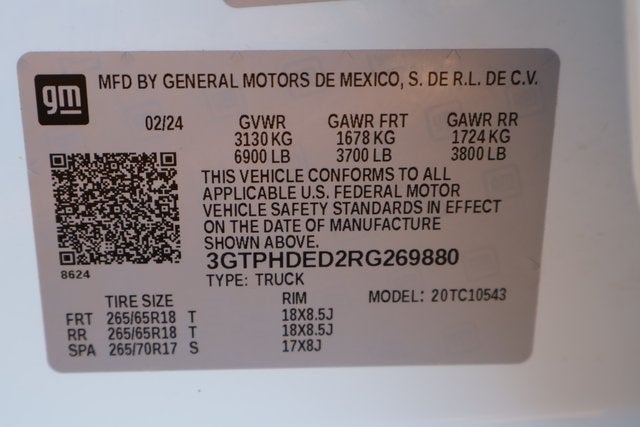 gm
MFD BY GENERAL MOTORS DE MEXICO, S. DE R.L. DE C.V.
02/24 GVWR GAWR FRT GAWR RR
3130 KG 1678 KG 1724 KG
6900 LB 3700 LB 3800 LB
THIS VEHICLE CONFORMS TO ALL
APPLICABLE U.S. FEDERAL MOTOR
VEHICLE SAFETY STANDARDS IN EFFECT
ON THE DATE OF MANUFACTURE
SHOWN ABOVE.
3GTPHDED2RG269880
8624
TYPE: TRUCK
TIRE SIZE RIM MODEL: 20TC10543
FRT 265/65R18 T 18X8.5J
RR 265/65R18 T 18X8.5J
SPA 265/70R17 S 17X8J